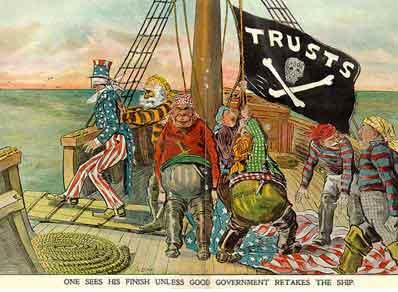 TRUSTS
ONE SEES HIS FINISH UNLESS GOOD GOVERNMENT RETAKES THE SHIP.